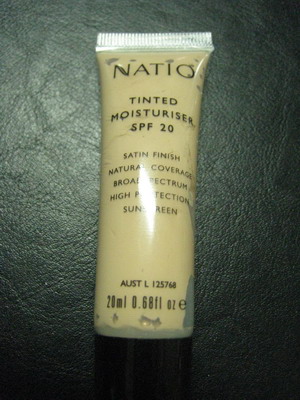 NATIO
TINTED
MOISTURISER
SPF 20
SATIN FINISH
NATURAL COVERAGE
BROAD SPECTRUM
HIGH PROTECTION
SUNSCREEN
AUST L 125768
20ml 0.68fl oz e